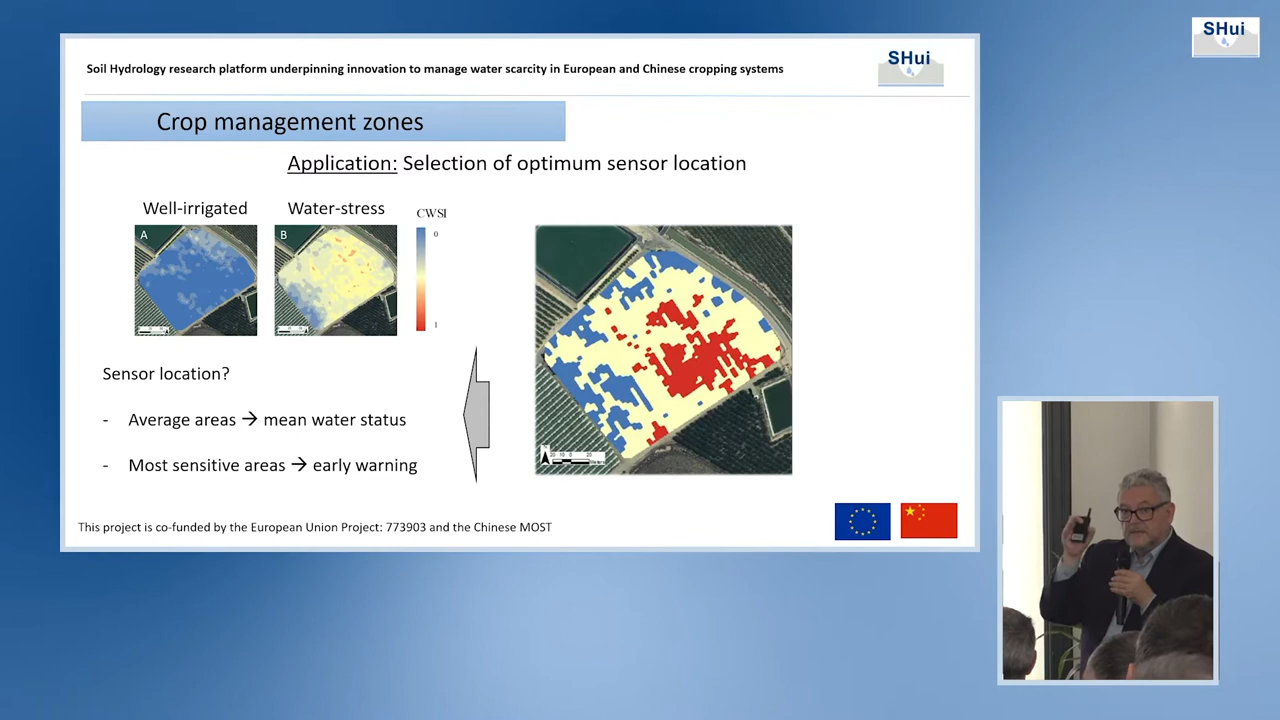 SHui
Soil Hydrology research platform underpinning innovation to manage water scarcity in European and Chinese cropping systems
SHui
Crop management zones
Application: Selection of optimum sensor location
Well-irrigated
Water-stress
CWSI
A
B
0
1
Sensor location?
- Average areas → mean water status
- Most sensitive areas → early warning
This project is co-funded by the European Union Project: 773903 and the Chinese MOST